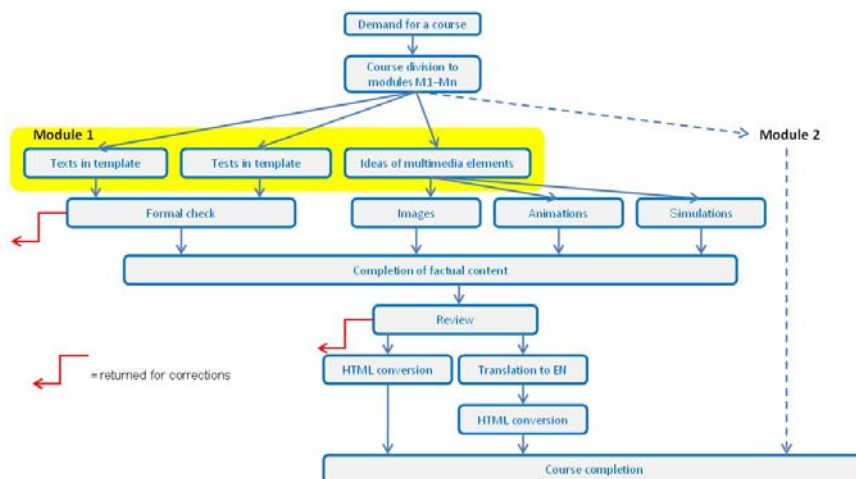 Demand for a course
Course division to
modules M1–Mn
Module 1
Module 2
Texts in template
Tests in template
Ideas of multimedia elements
Formal check
Images
Animations
Simulations
Completion of factual content
Review
= returned for corrections
HTML conversion
Translation to EN
HTML conversion
Course completion